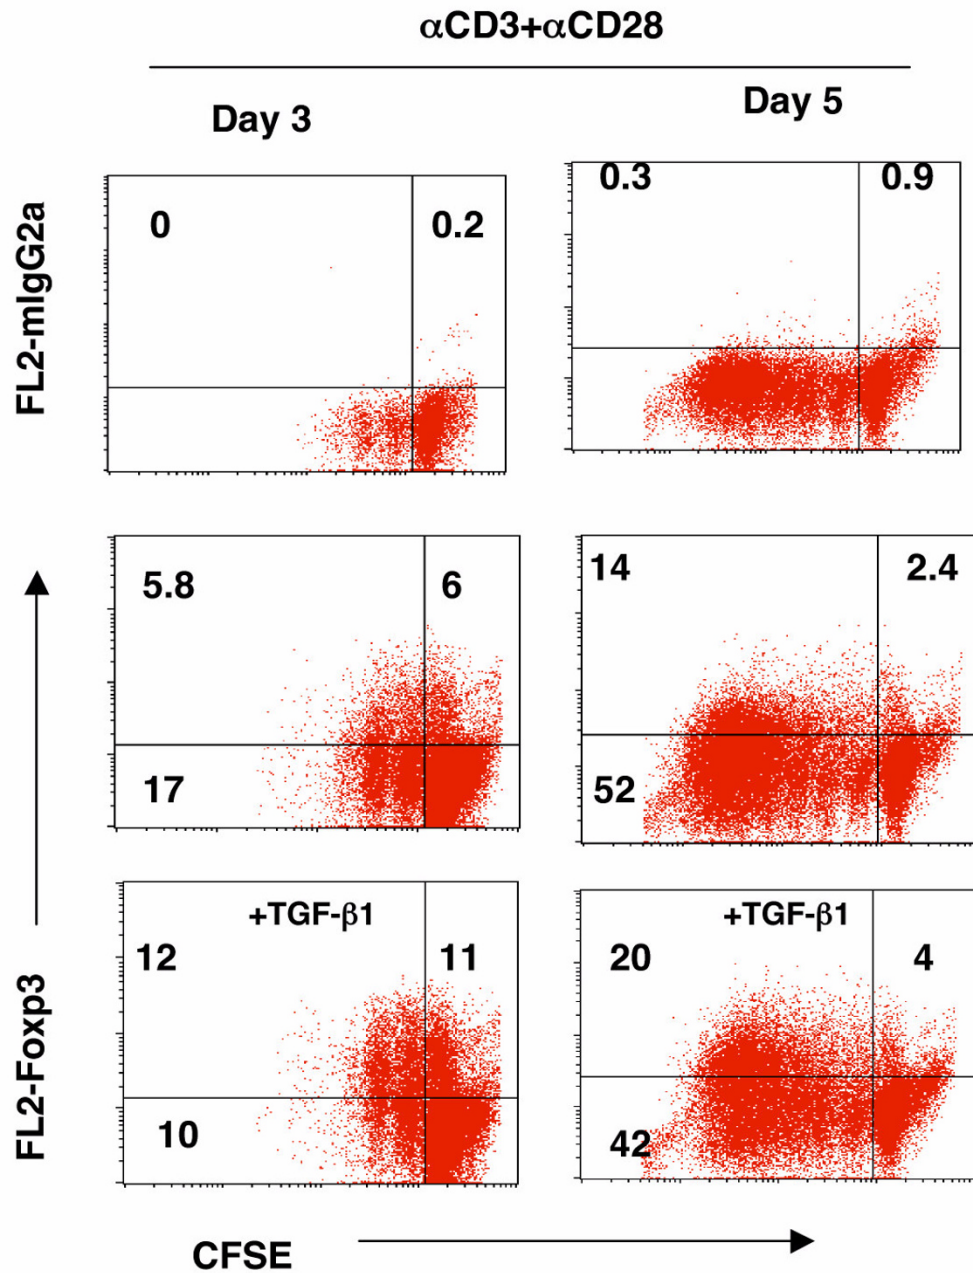 αCD3+αCD28
Day 3
Day 5
FL2-mIgG2a
0
0.2
0.3
0.9
5.8
6
17
14
2.4
52
FL2-Foxp3
+TGF-β1
12
11
10
+TGF-β1
20
4
42
CFSE